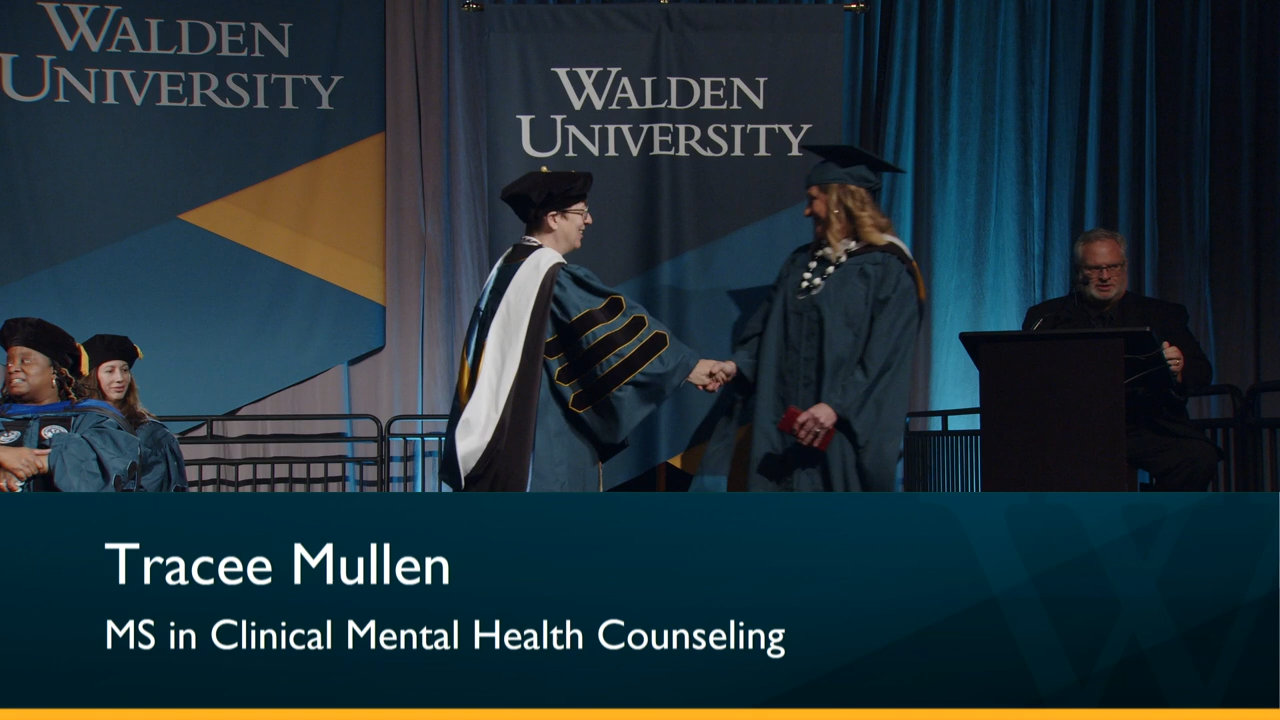 WALDEN
UNIVERSITY
WALDEN
UNIVERSITY
Tracee Mullen
MS in Clinical Mental Health Counseling